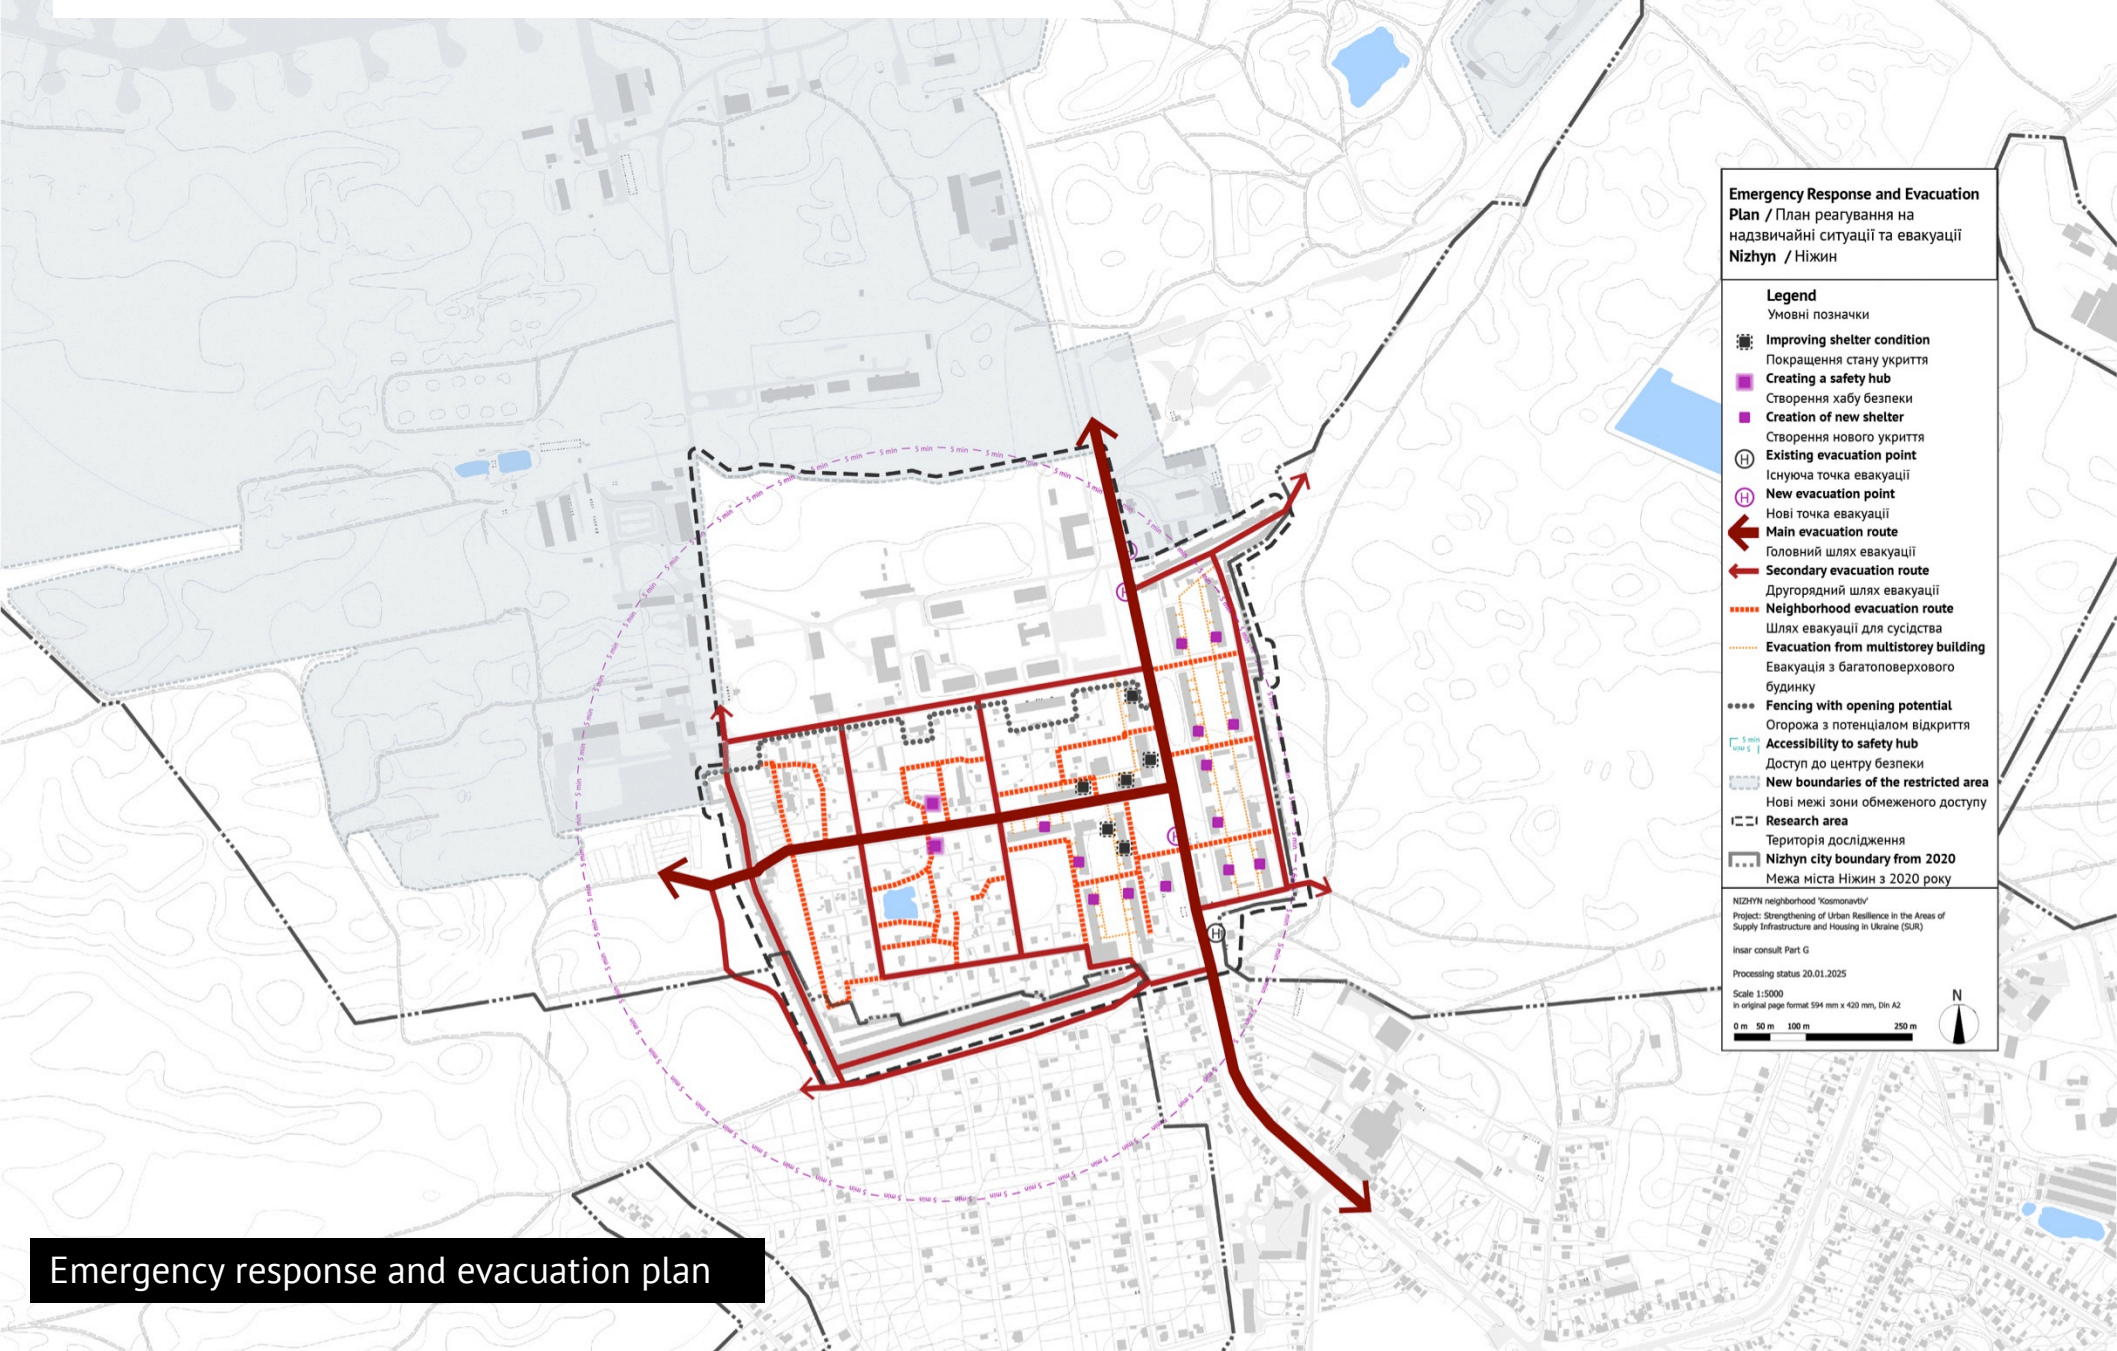 Emergency Response and Evacuation
Plan / План реагування на
надзвичайні ситуації та евакуації
Nizhyn / Ніжин
Legend
Умовні позначки
Improving shelter condition
Покращення стану укриття
Creating a safety hub
Створення хабу безпеки
Creation of new shelter
Створення нового укриття
H Existing evacuation point
Існуюча точка евакуації
H New evacuation point
Нові точка евакуації
Main evacuation route
Головний шлях евакуації
Secondary evacuation route
Другорядний шлях евакуації
Neighborhood evacuation route
Шлях евакуації для сусідства
Evacuation from multistorey building
Евакуація з багатоповерхового
будинку
Fencing with opening potential
Огорожа з потенціалом відкриття
5 min 5 min Accessibility to safety hub
Доступ до центру безпеки
New boundaries of the restricted area
Нові межі зони обмеженого доступу
Research area
Територія дослідження
Nizhyn city boundary from 2020
Межа міста Ніжин з 2020 року
NIZHYN neighborhood 'Kosmonavtiv'
Project: Strengthening of Urban Resilience in the Areas of
Supply Infrastructure and Housing in Ukraine (SUR)
insar consult Part G
Processing status 20.01.2025
Scale 1:5000
in original page format 594 mm x 420 mm, Din A2
N
0 m 50 m 100 m 250 m
Emergency response and evacuation plan